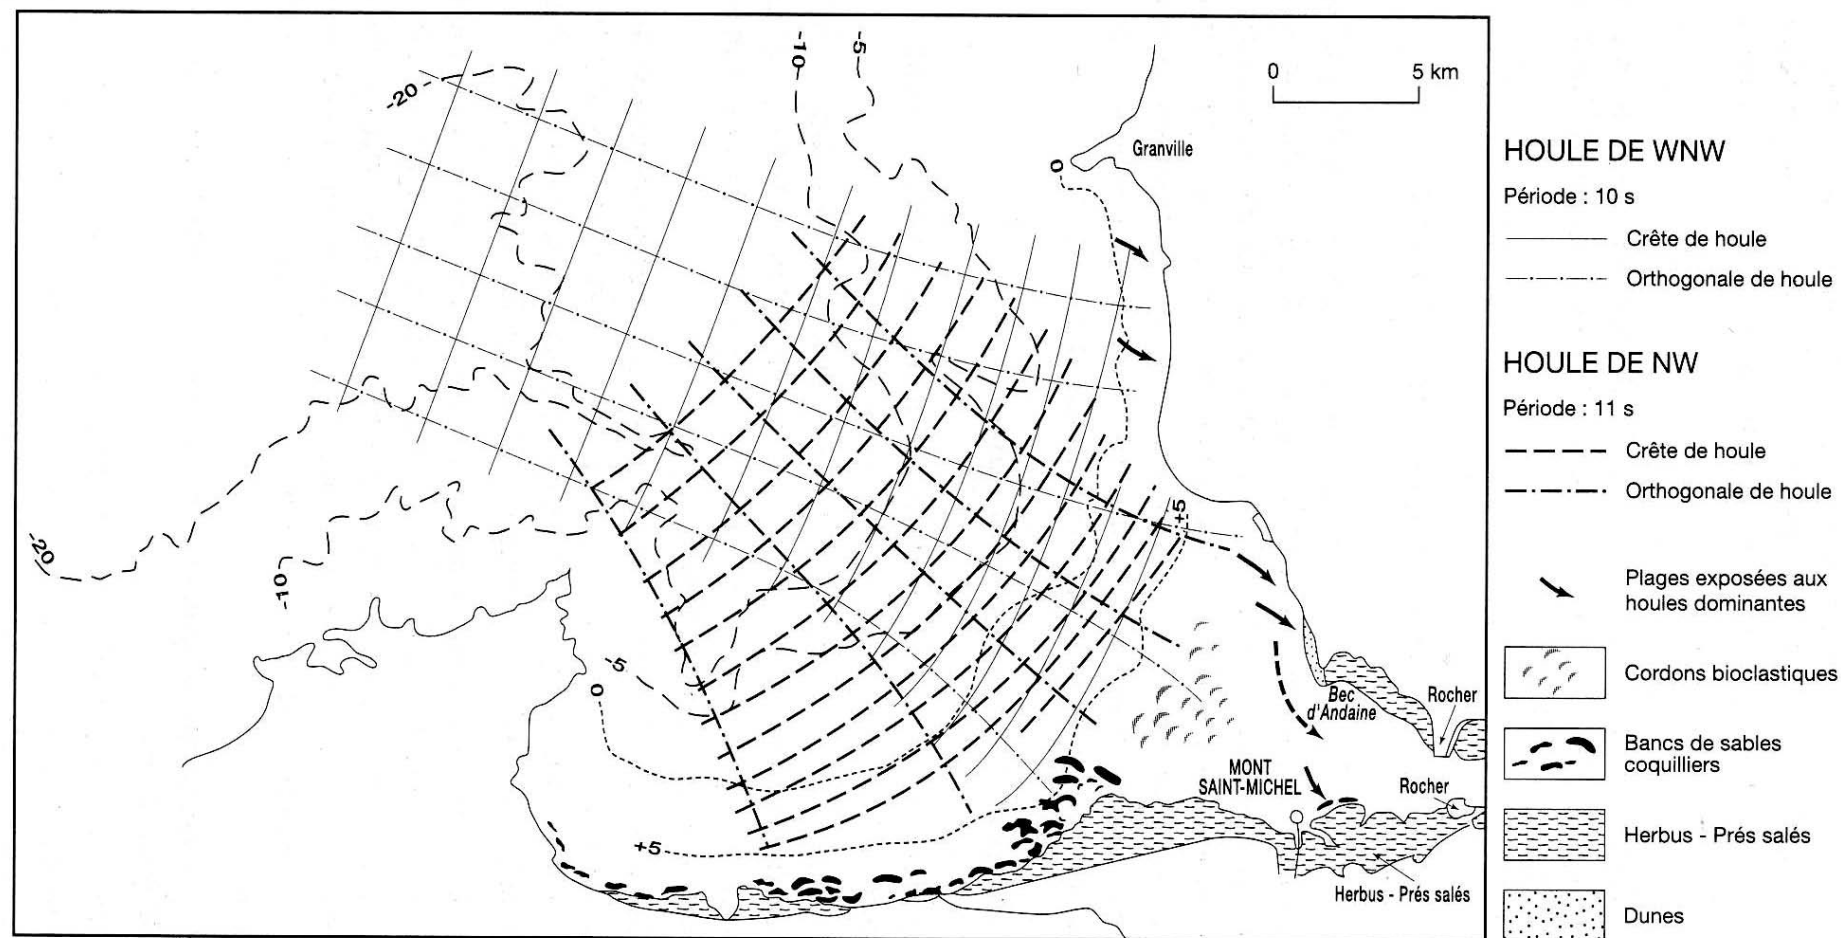 -10
-5
-20
0 5 km
Granville
0
-20
-10
-5
0
+5
+5
Bec
d'Andaine
Rocher
MONT
SAINT-MICHEL
Rocher
Herbus - Prés salés
HOULE DE WNW
Période : 10 s
Crête de houle
Orthogonale de houle
HOULE DE NW
Période : 11 s
Crête de houle
Orthogonale de houle
Plages exposées aux
houles dominantes
Cordons bioclastiques
Bancs de sables
coquilliers
Herbus - Prés salés
Dunes